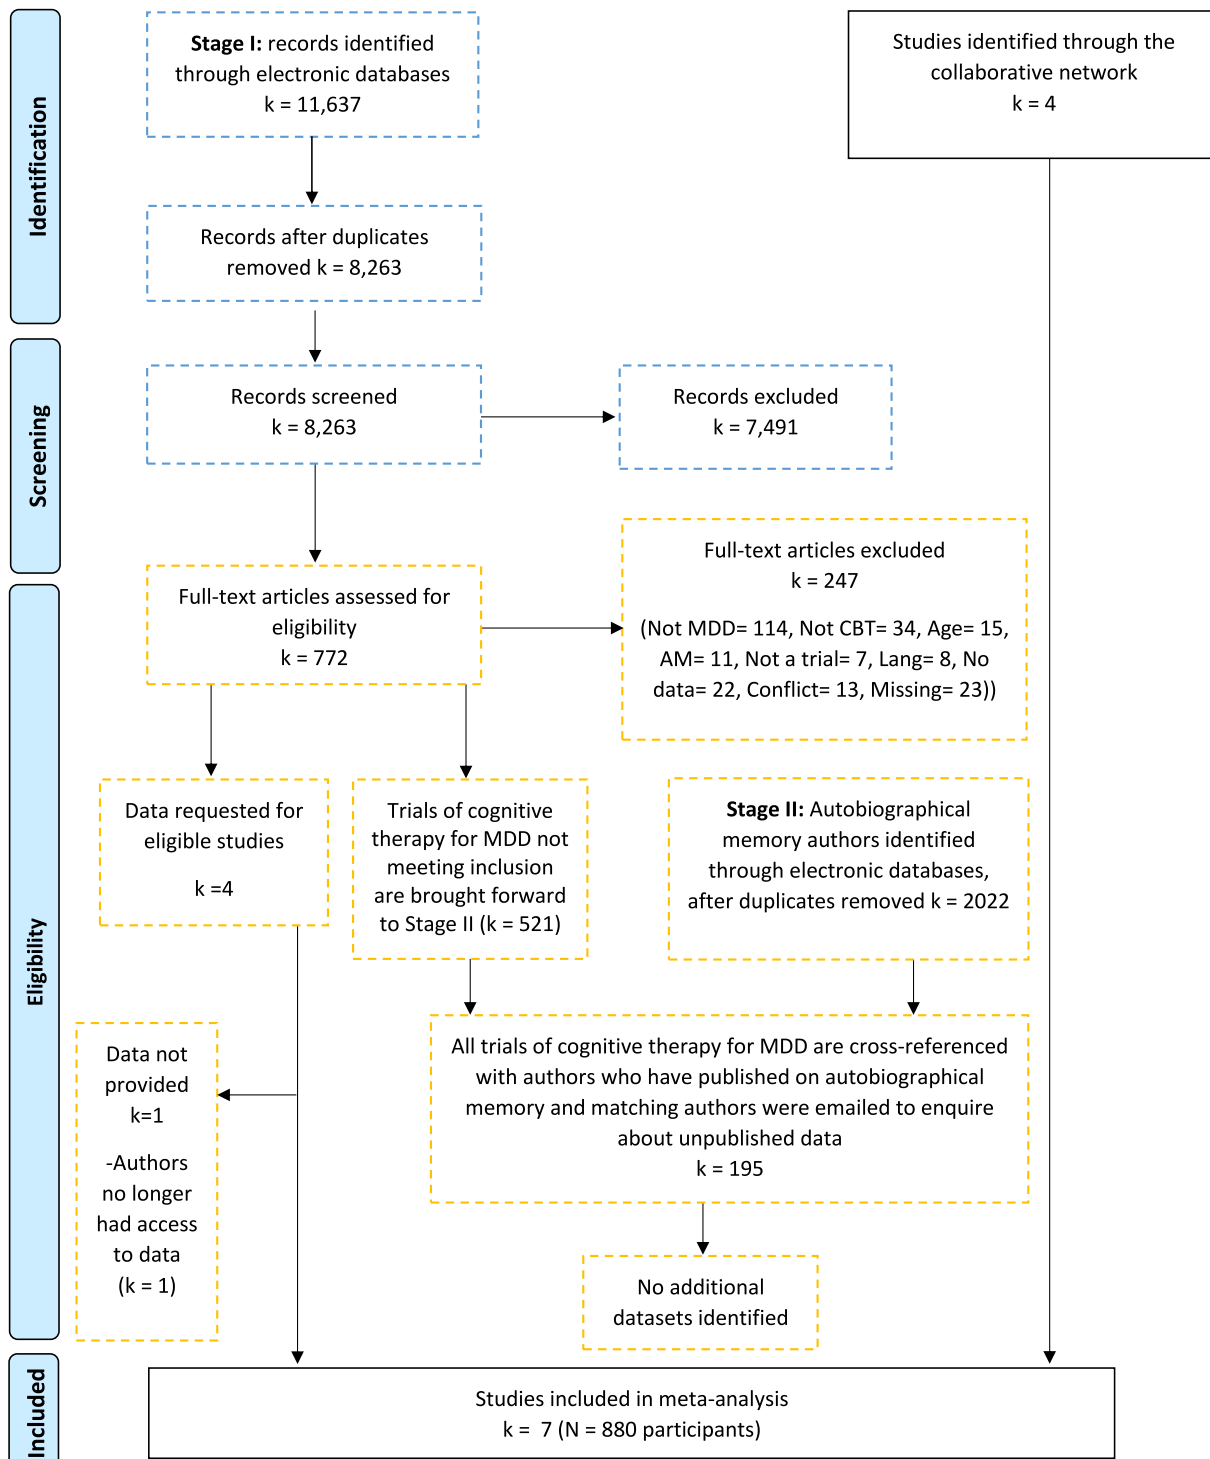 Identification
Stage I: records identified
through electronic databases
k = 11,637
Studies identified through the
collaborative network
k = 4
Records after duplicates
removed k = 8,263
Screening
Records screened
k = 8,263
Records excluded
k = 7,491
Full-text articles excluded
k = 247
(Not MDD= 114, Not CBT= 34, Age= 15,
AM= 11, Not a trial= 7, Lang= 8, No
data= 22, Conflict= 13, Missing= 23))
Eligibility
Full-text articles assessed for
eligibility
k = 772
Data requested for
eligible studies
k =4
Trials of cognitive
therapy for MDD not
meeting inclusion
are brought forward
to Stage II (k = 521)
Stage II: Autobiographical
memory authors identified
through electronic databases,
after duplicates removed k = 2022
Data not
provided
k=1
-Authors
no longer
had access
to data
(k = 1)
All trials of cognitive therapy for MDD are cross-referenced
with authors who have published on autobiographical
memory and matching authors were emailed to enquire
about unpublished data
k = 195
No additional
datasets identified
Included
Studies included in meta-analysis
k =  7 (N = 880 participants)